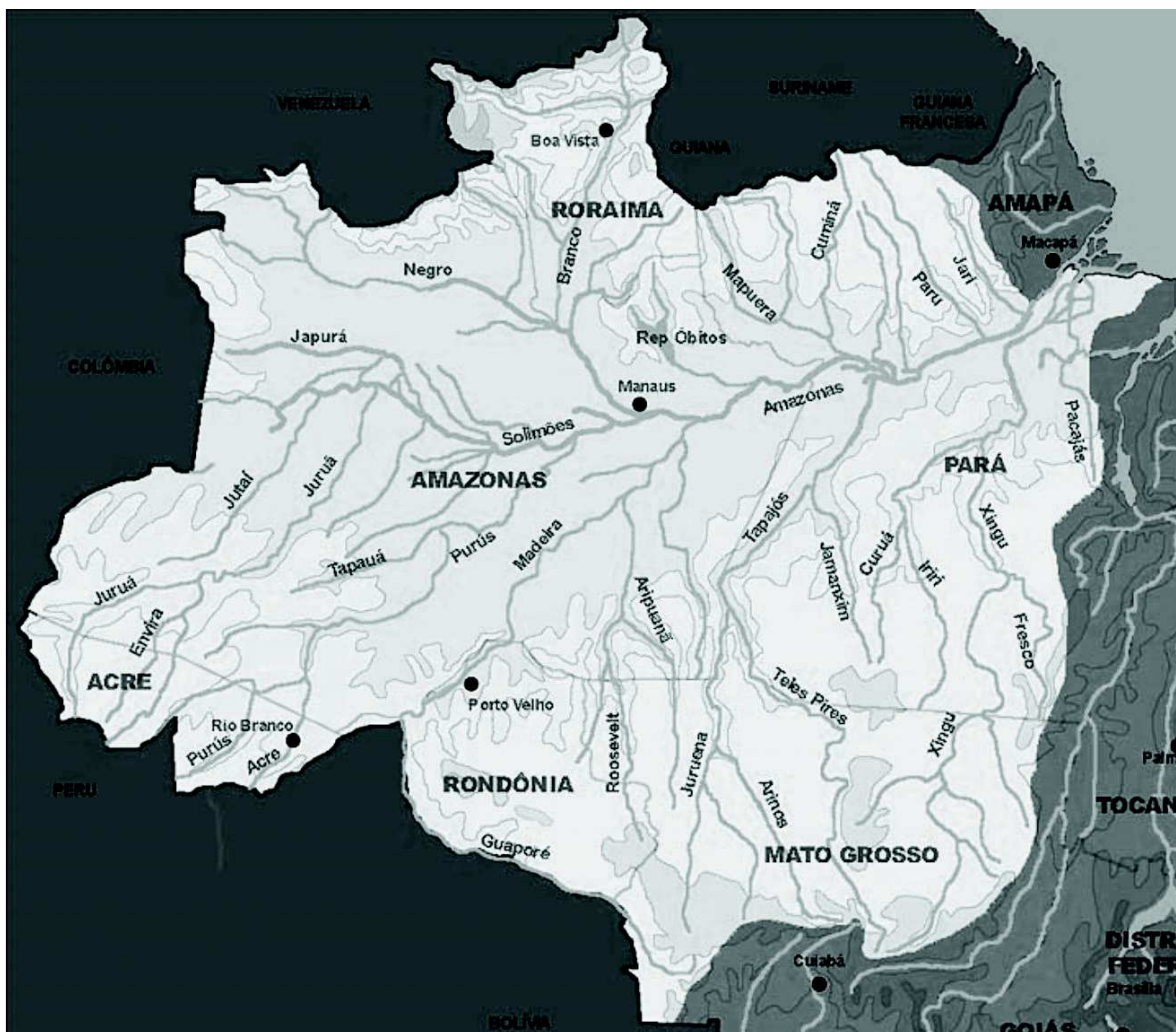 VENEZUELA
SURINAME
GUIANA
FRANCESA
Boa Vista
GUIANA
RORAIMA
AMAPÁ
Macapá
Cuminá
Branco
Negro
Mapuera
Jari
Paru
Japurá
Rep Óbitos
COLÔMBIA
Manaus
Amazonas
Solimões
Pacajás
AMAZONAS
PARÁ
Jutaí
Juruá
Tapajós
Xingu
Madeira
Purús
Tapauá
Jamanxim
Curuá
Iriri
Juruá
Envira
Aripuanã
Fresco
ACRE
Teles Pires
Porto Velho
Rio Branco
Purús
Acre
Xingu
Roosevelt
Juruena
PERU
RONDÔNIA
Arinos
Palm
TOCAN
Guaporé
MATO GROSSO
Cuiabá
DISTR
FEDER
Brasília
BOLÍVIA
GOIÁS